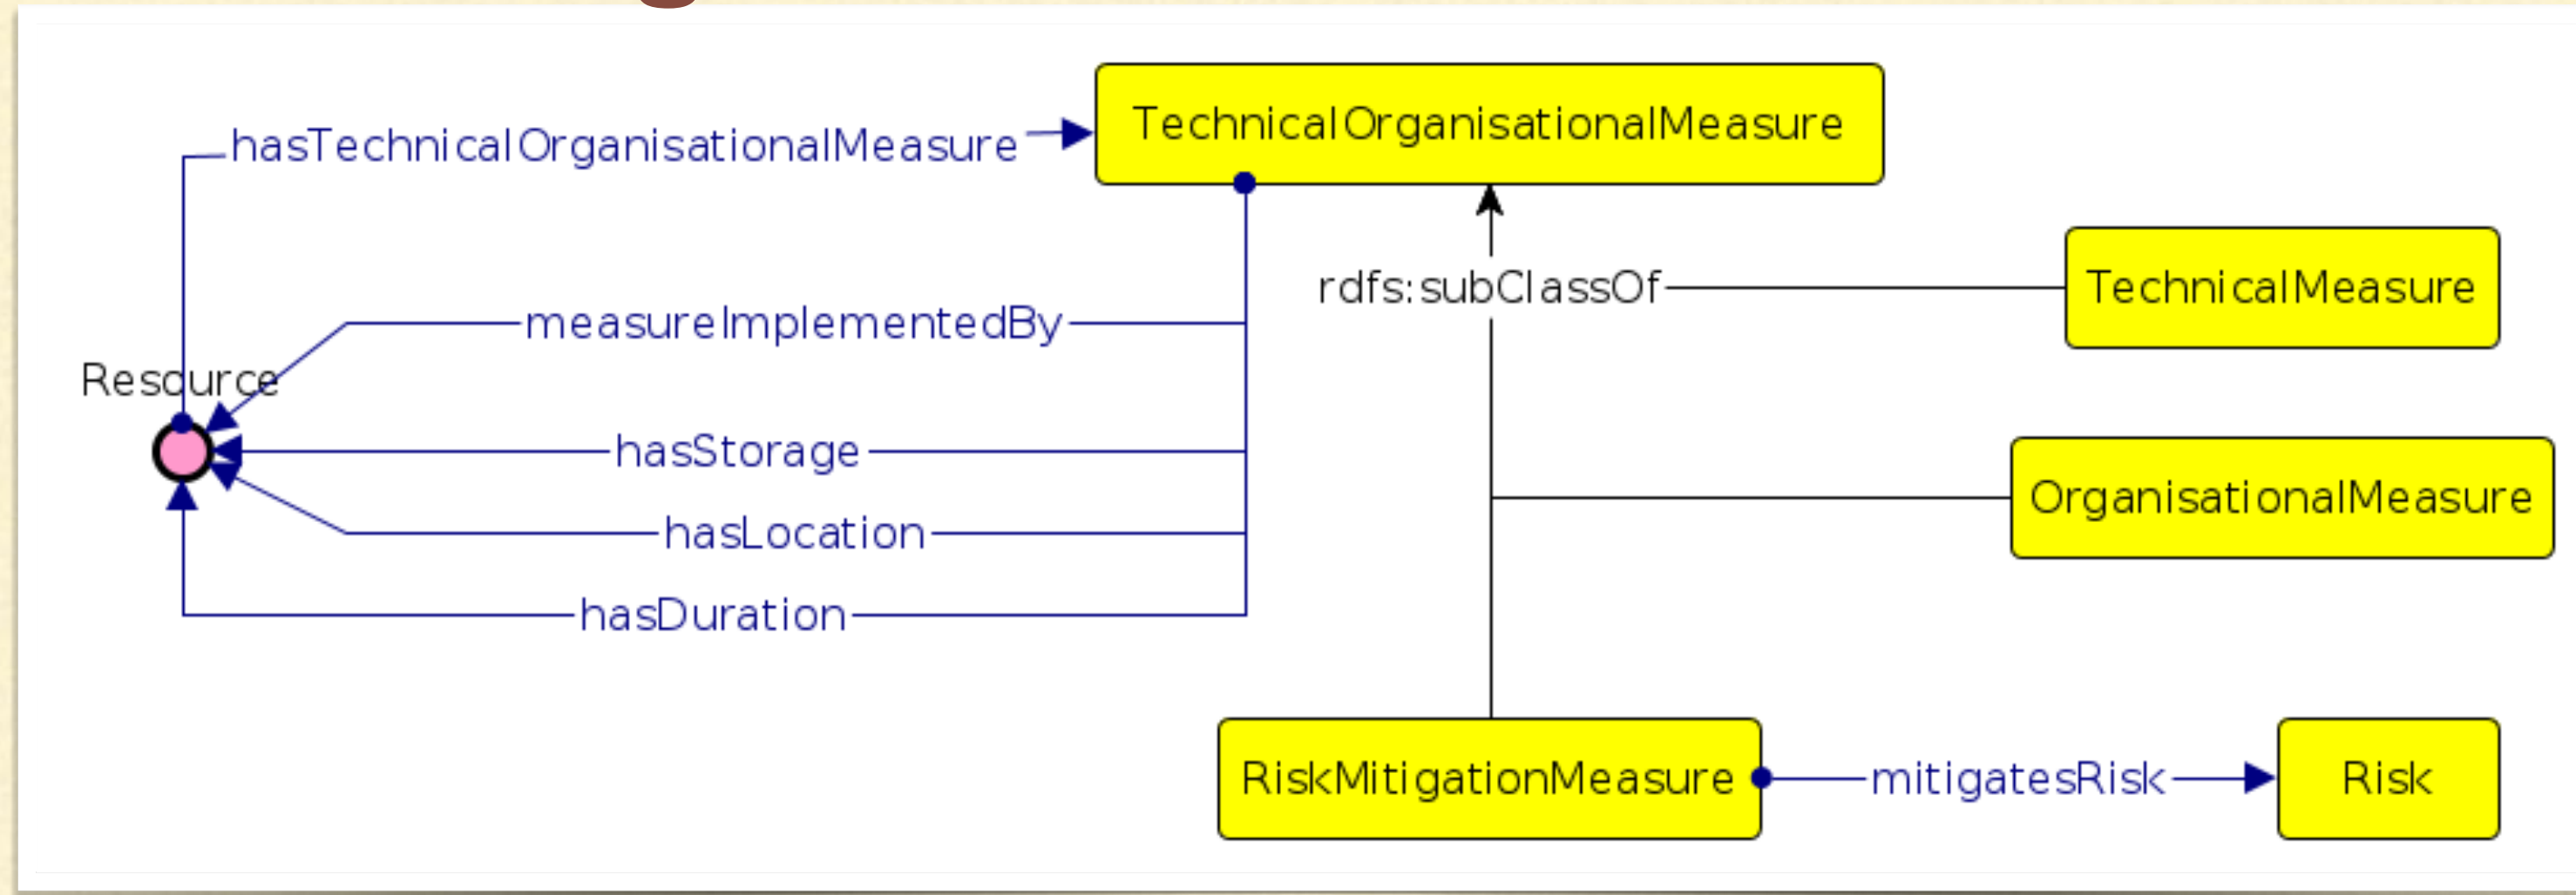 hasTechnicalOrganisationalMeasure
TechnicalOrganisationalMeasure
rdfs:subClassOf
TechnicalMeasure
measureImplementedBy
Resource
hasStorage
OrganisationalMeasure
hasLocation
hasDuration
RiskMitigationMeasure
mitigatesRisk
Risk